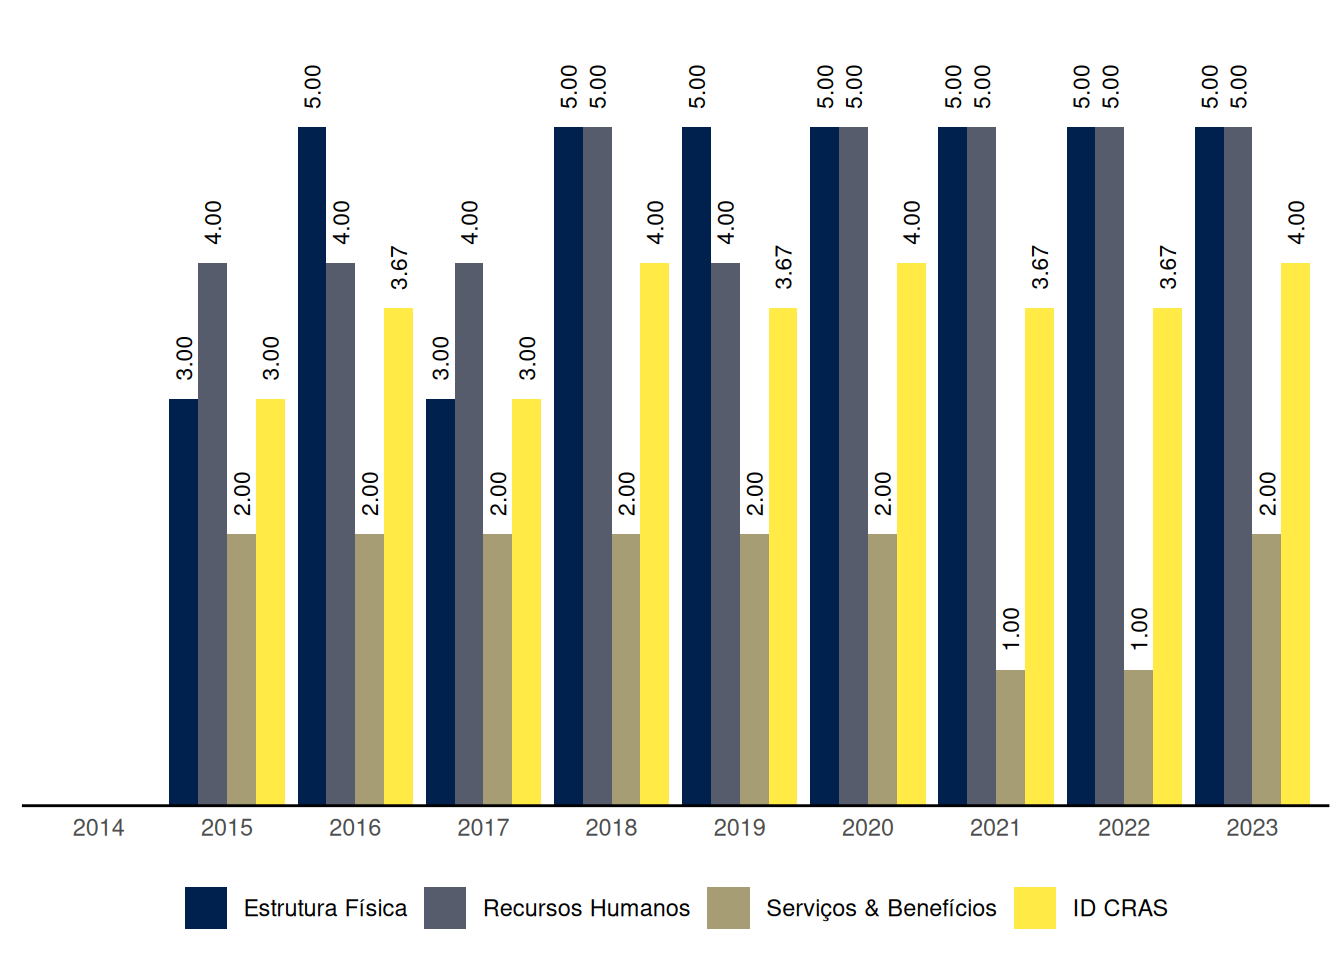 5.00 5.00 5.00 5.00 5.00 5.00 5.00 5.00 5.00 5.00 5.00 5.00
4.00 4.00 4.00 4.00 4.00 4.00 4.00
3.67 3.67 3.67 3.67
3.00 3.00 3.00 3.00
2.00 2.00 2.00 2.00 2.00 2.00 2.00
1.00 1.00
2014 2015 2016 2017 2018 2019 2020 2021 2022 2023
Estrutura Física Recursos Humanos Serviços & Benefícios ID CRAS